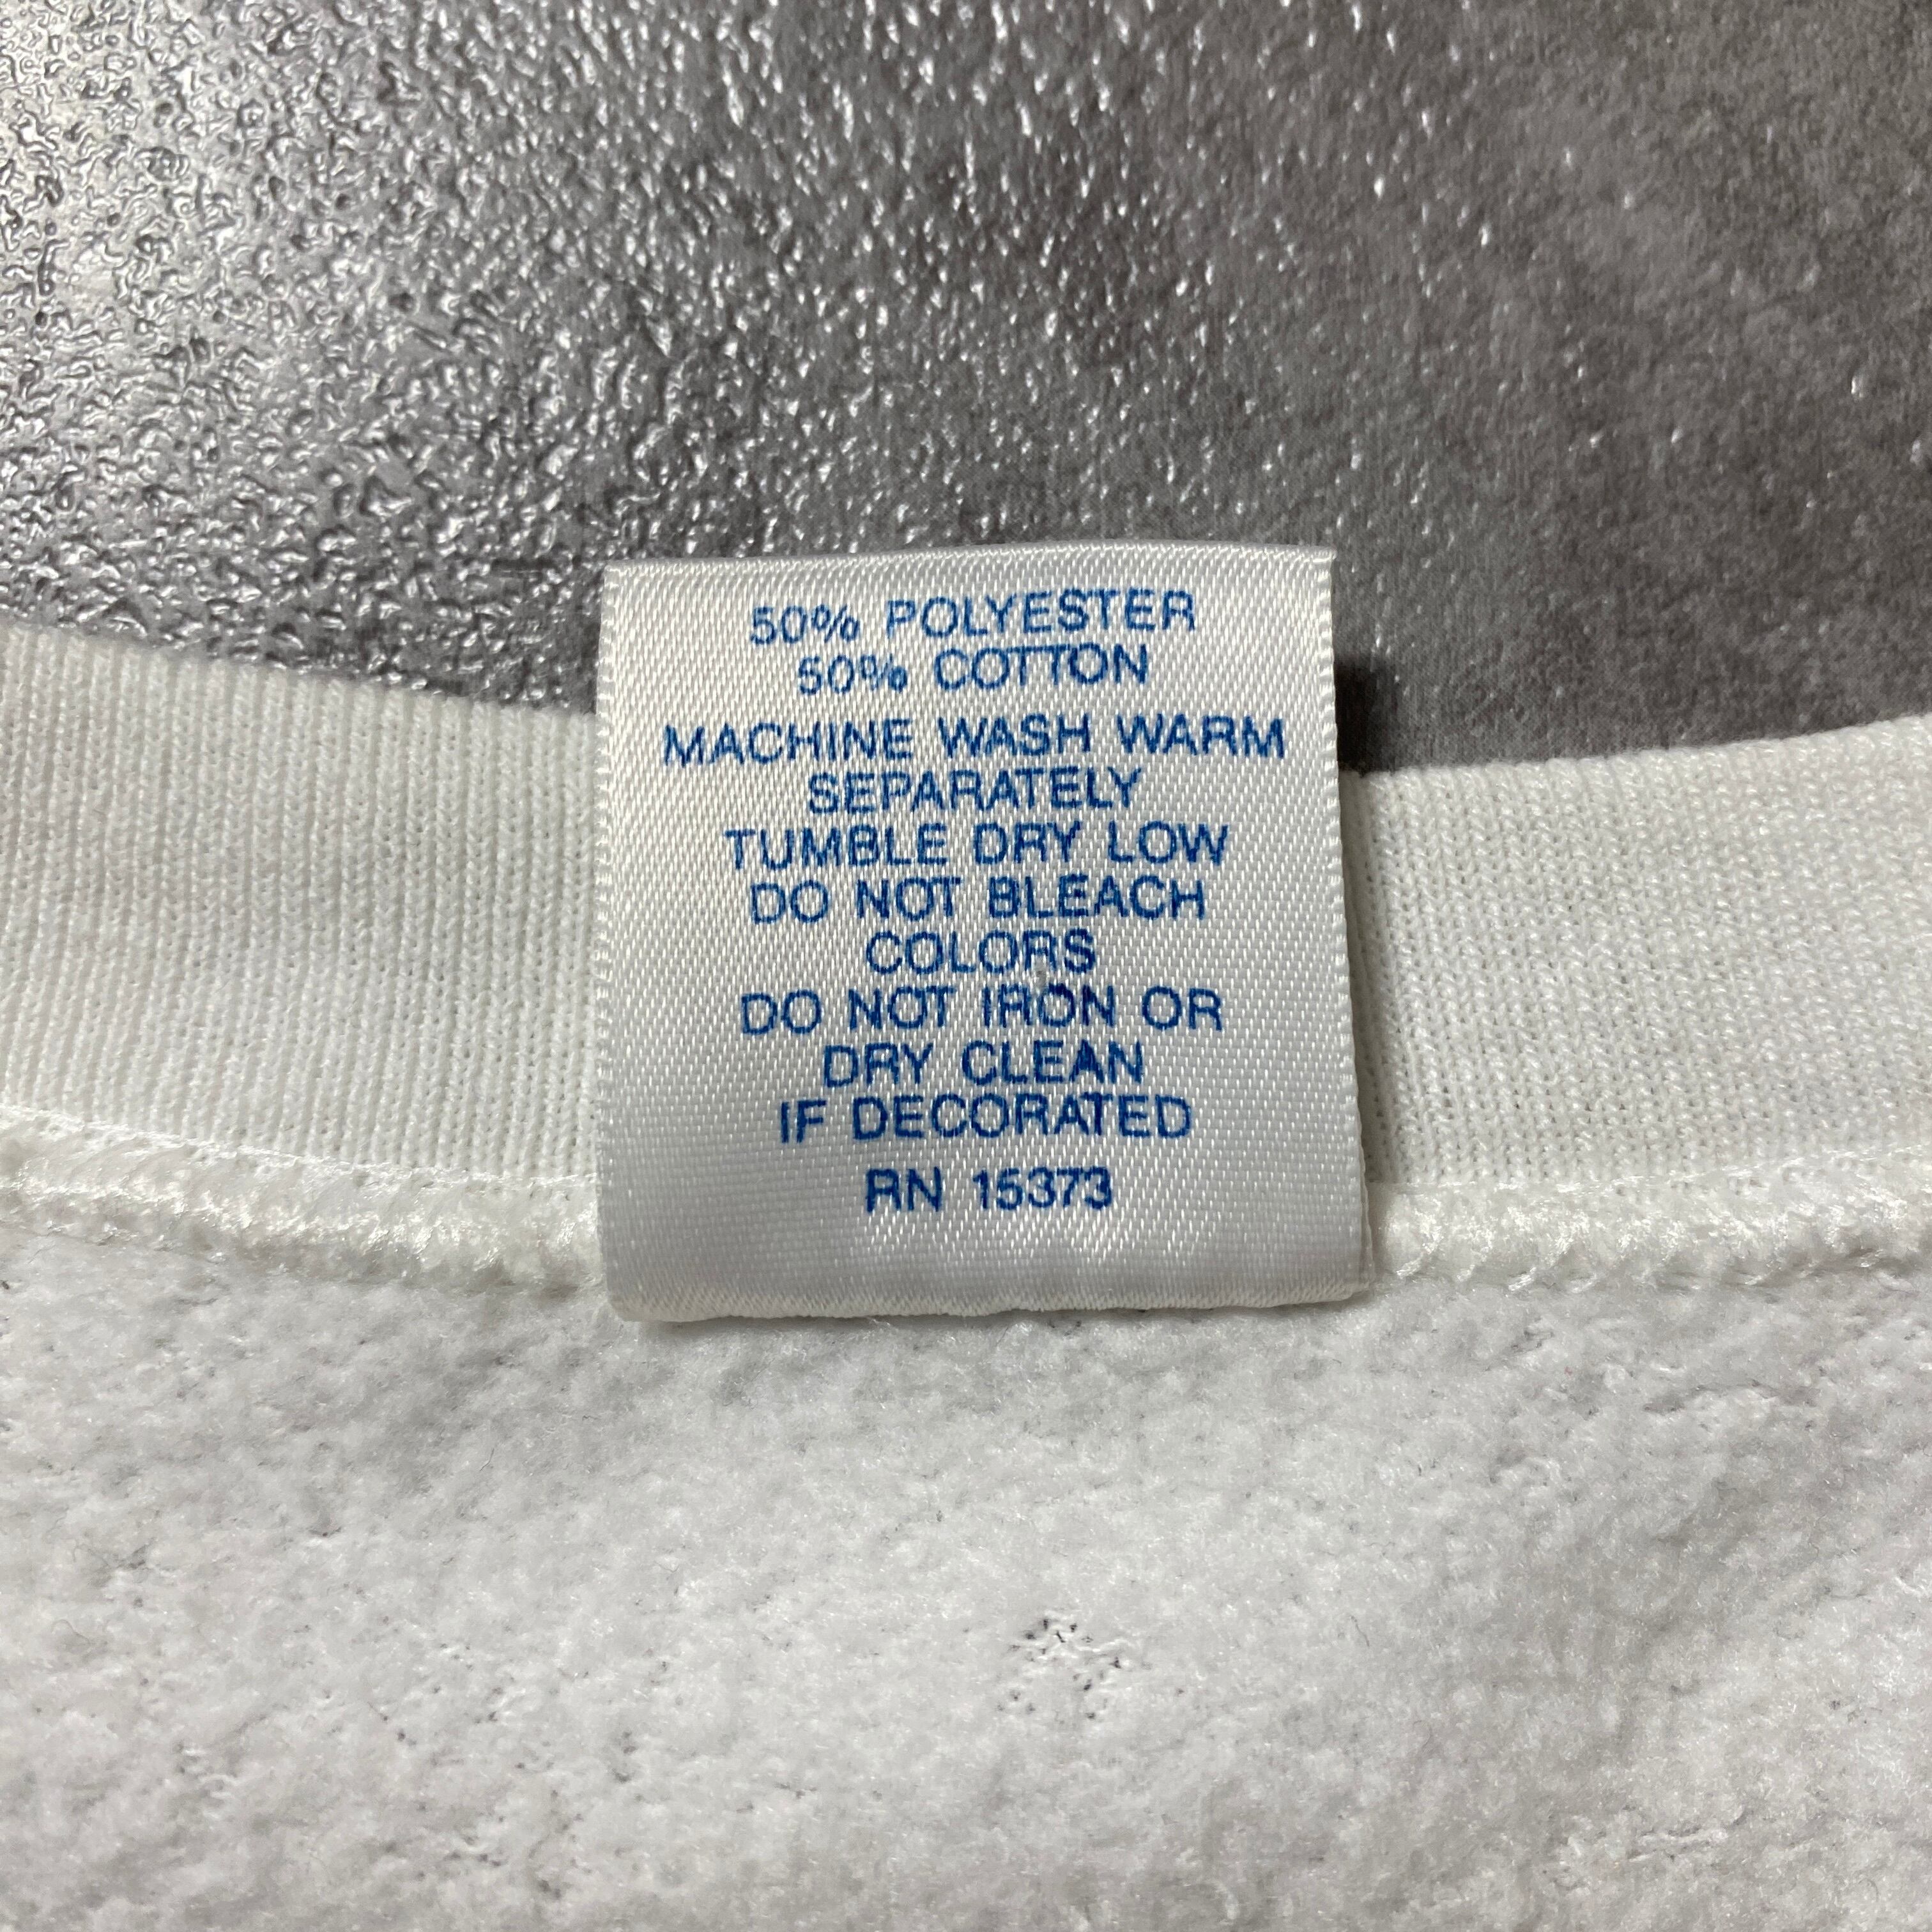 50% POLYESTER
50% COTTON
MACHINE WASH WARM
SEPARATELY
TUMBLE DRY LOW
DO NOT BLEACH
COLORS
DO NOT IRON OR
DRY CLEAN
IF DECORATED
RN 15373